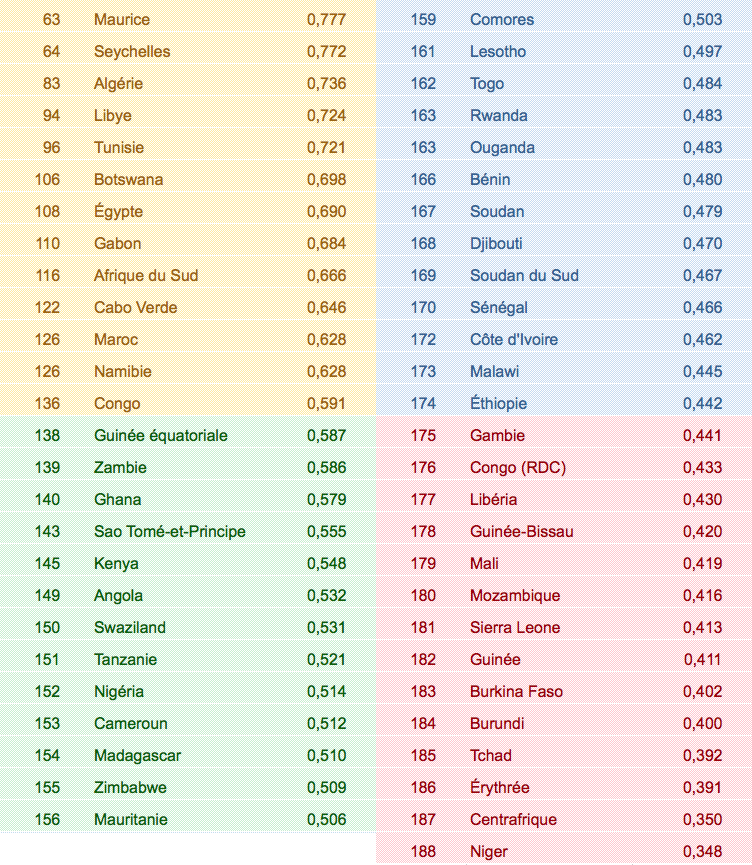 63 Maurice 0,777
64 Seychelles 0,772
83 Algérie 0,736
94 Libye 0,724
96 Tunisie 0,721
106 Botswana 0,698
108 Égypte 0,690
110 Gabon 0,684
116 Afrique du Sud 0,666
122 Cabo Verde 0,646
126 Maroc 0,628
126 Namibie 0,628
136 Congo 0,591
138 Guinée équatoriale 0,587
139 Zambie 0,586
140 Ghana 0,579
143 Sao Tomé-et-Principe 0,555
145 Kenya 0,548
149 Angola 0,532
150 Swaziland 0,531
151 Tanzanie 0,521
152 Nigéria 0,514
153 Cameroun 0,512
154 Madagascar 0,510
155 Zimbabwe 0,509
156 Mauritanie 0,506
159 Comores 0,503
161 Lesotho 0,497
162 Togo 0,484
163 Rwanda 0,483
163 Ouganda 0,483
166 Bénin 0,480
167 Soudan 0,479
168 Djibouti 0,470
169 Soudan du Sud 0,467
170 Sénégal 0,466
172 Côte d'Ivoire 0,462
173 Malawi 0,445
174 Éthiopie 0,442
175 Gambie 0,441
176 Congo (RDC) 0,433
177 Libéria 0,430
178 Guinée-Bissau 0,420
179 Mali 0,419
180 Mozambique 0,416
181 Sierra Leone 0,413
182 Guinée 0,411
183 Burkina Faso 0,402
184 Burundi 0,400
185 Tchad 0,392
186 Érythrée 0,391
187 Centrafrique 0,350
188 Niger 0,348